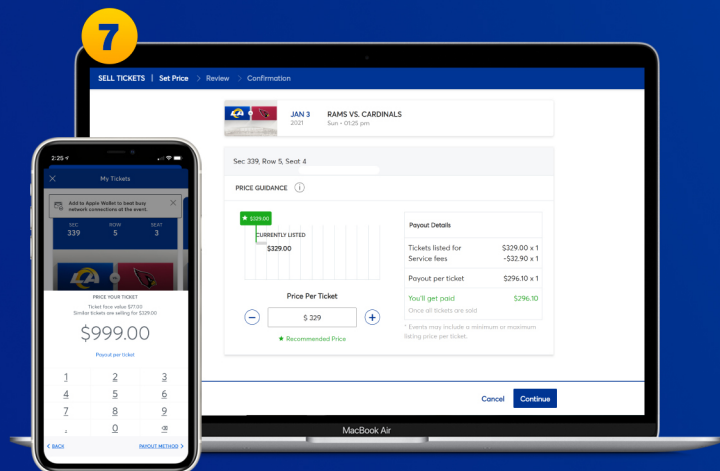 7
SELL TICKETS | Set Price > Review > Confirmation
JAN 3 RAMS VS. CARDINALS
2021 Sun • 01:25 pm
Sec 339, Row 5, Seat 4
PRICE GUIDANCE i
★ $329.00
CURRENTLY LISTED
$329.00
Price Per Ticket
− $ 329 +
★ Recommended Price
Payout Details
Tickets listed for $329.00 x 1
Service fees -$32.90 x 1
Payout per ticket $296.10 x 1
You'll get paid $296.10
Once all tickets are sold
* Events may include a minimum or maximum
listing price per ticket.
Cancel Continue
MacBook Air
2:25
My Tickets
Add to Apple Wallet to beat busy
network connections at the event.
SEC ROW SEAT
339 5 3
PRICE YOUR TICKET
Ticket face value $77.00
Similar tickets are selling for $329.00
$999.00
Payout per ticket
1 2 3
4 5 6
7 8 9
. 0
< BACK PAYOUT METHOD >